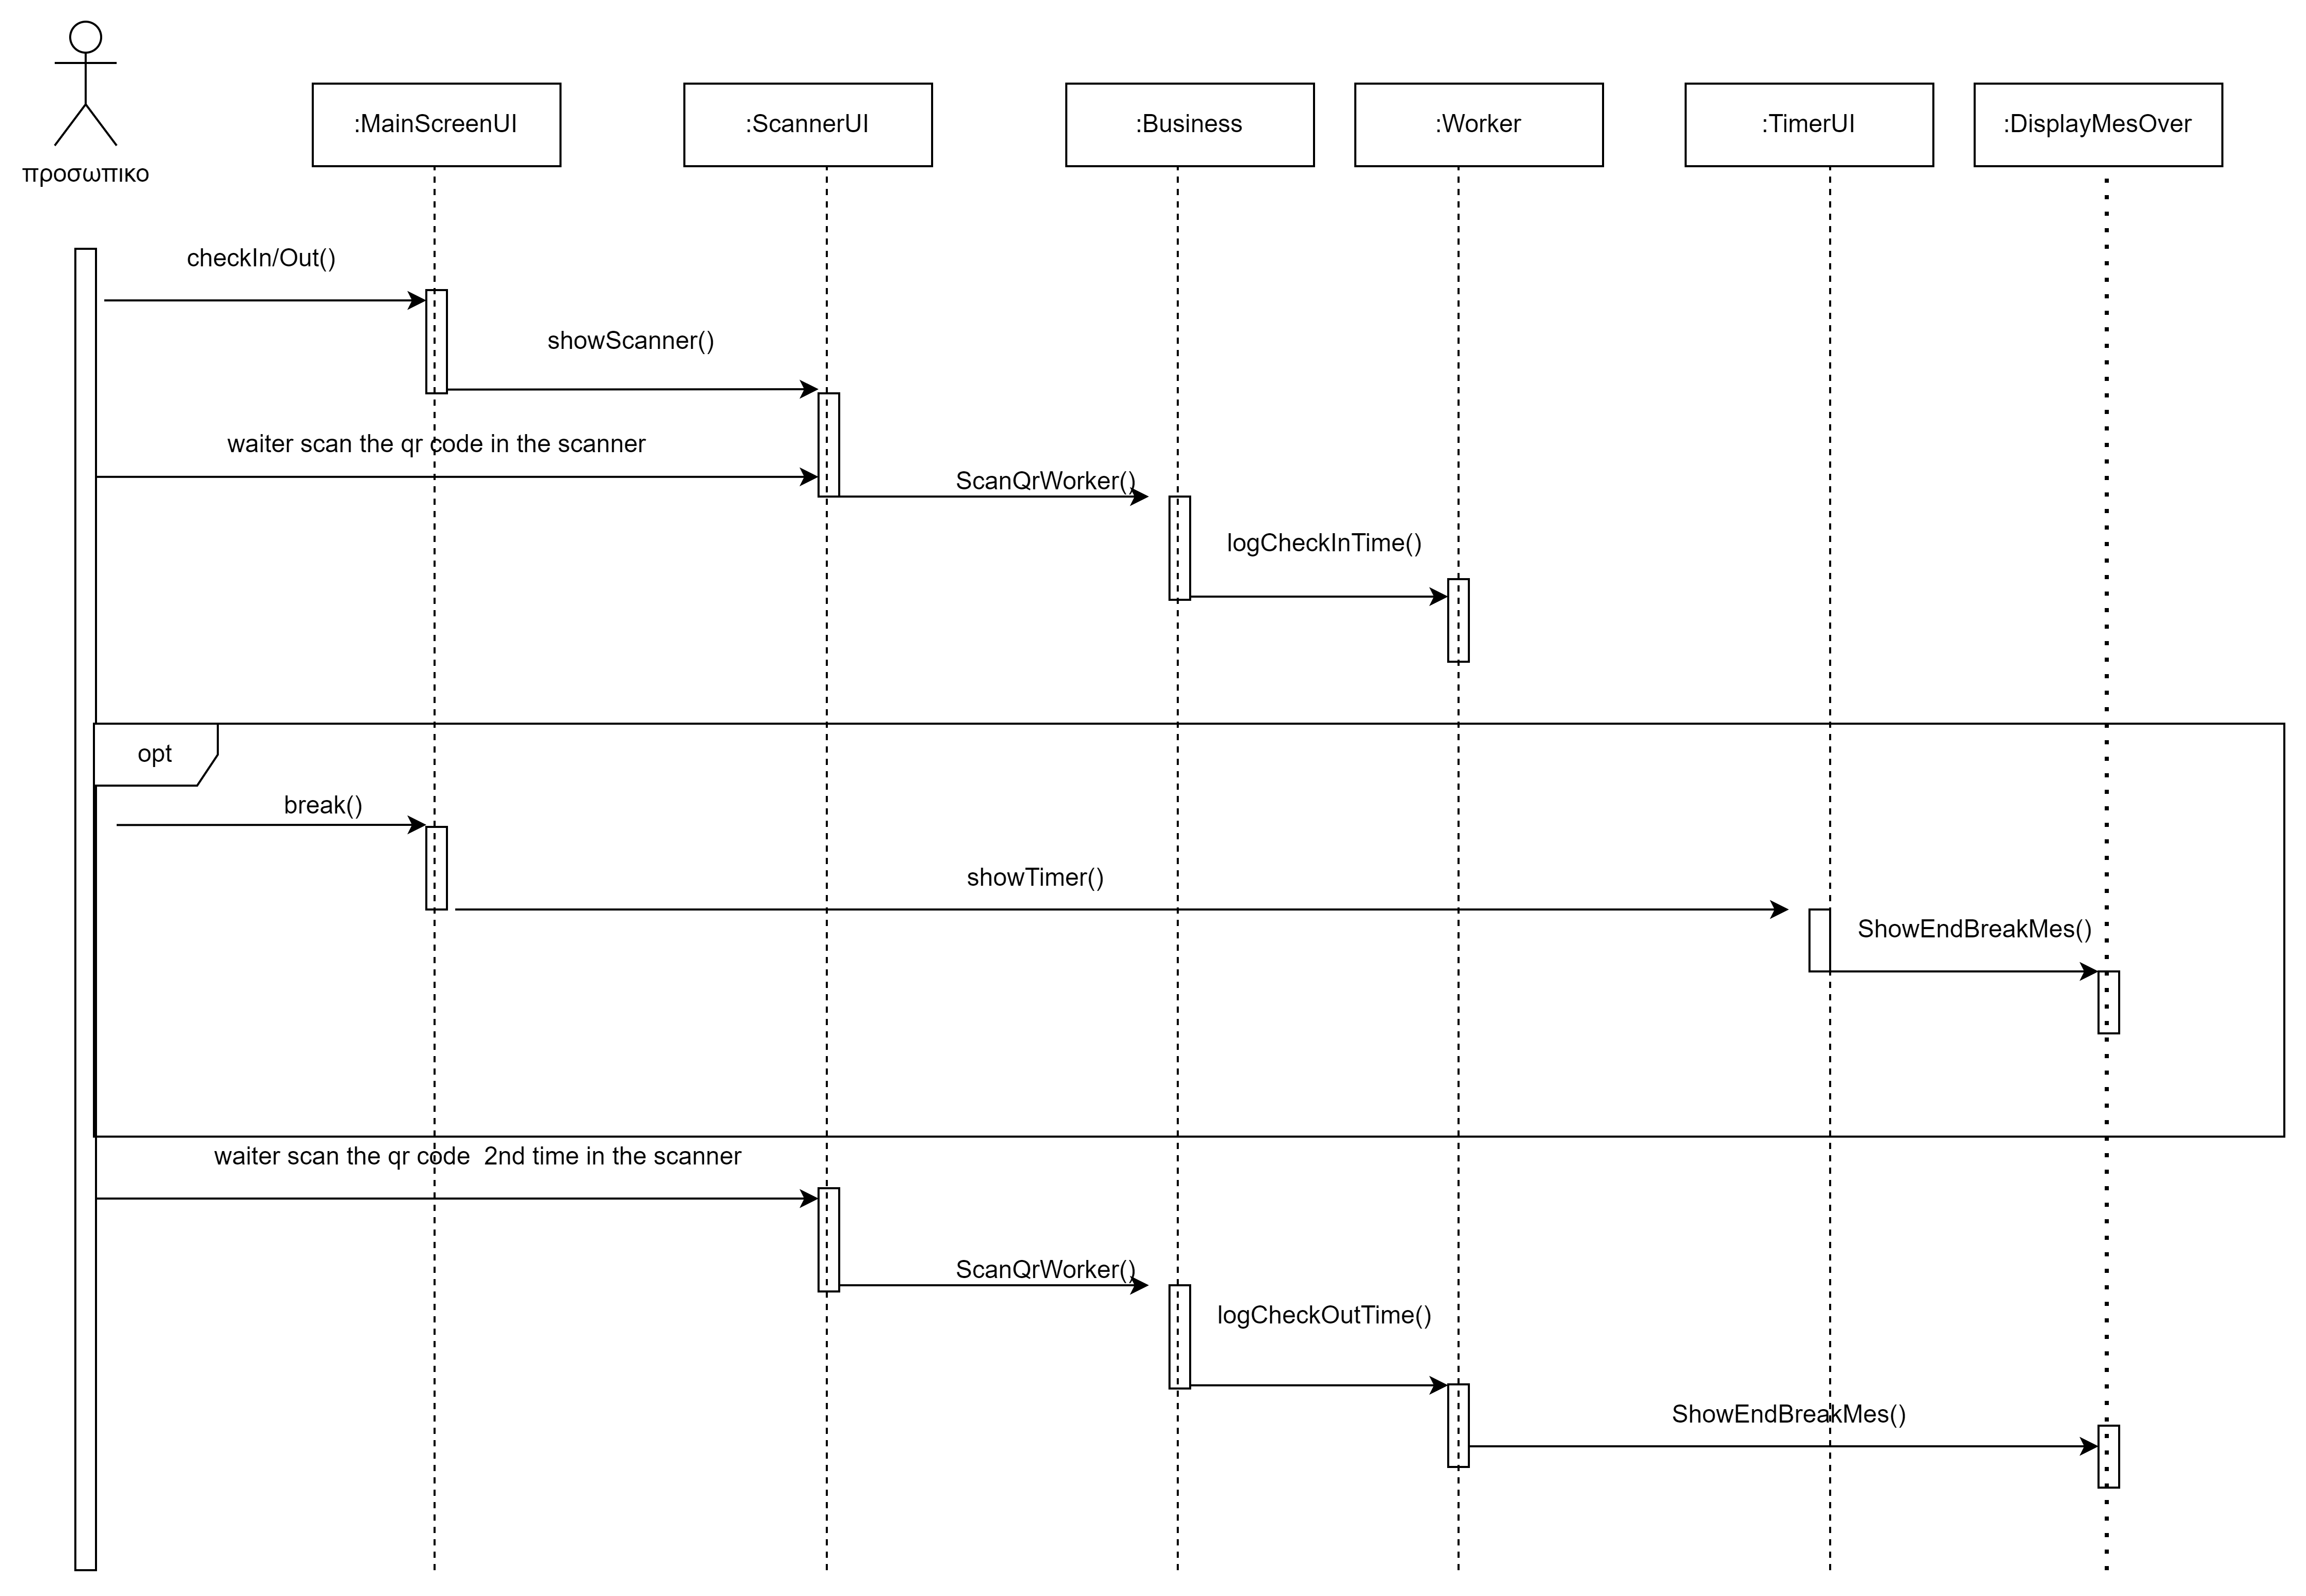 προσωπικο
:MainScreenUI
:ScannerUI
:Business
:Worker
:TimerUI
:DisplayMesOver
checkIn/Out()
showScanner()
waiter scan the qr code in the scanner
ScanQrWorker()
logCheckInTime()
opt
break()
showTimer()
ShowEndBreakMes()
waiter scan the qr code  2nd time in the scanner
ScanQrWorker()
logCheckOutTime()
ShowEndBreakMes()